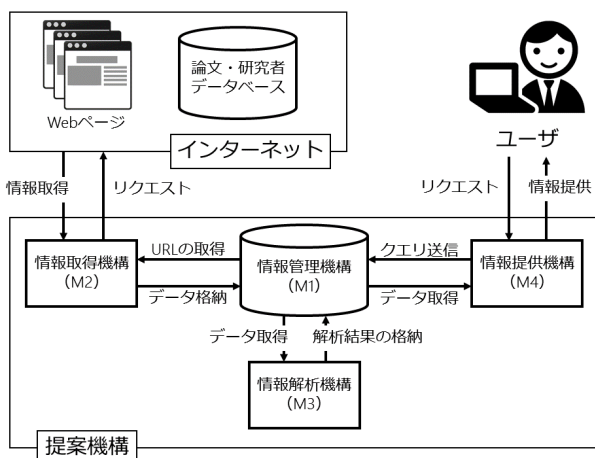 論文・研究者
データベース
Webページ
インターネット
ユーザ
情報取得
リクエスト
リクエスト
情報提供
情報取得機構
(M2)
URLの取得
データ格納
情報管理機構
(M1)
クエリ送信
データ取得
情報提供機構
(M4)
データ取得
解析結果の格納
情報解析機構
(M3)
提案機構